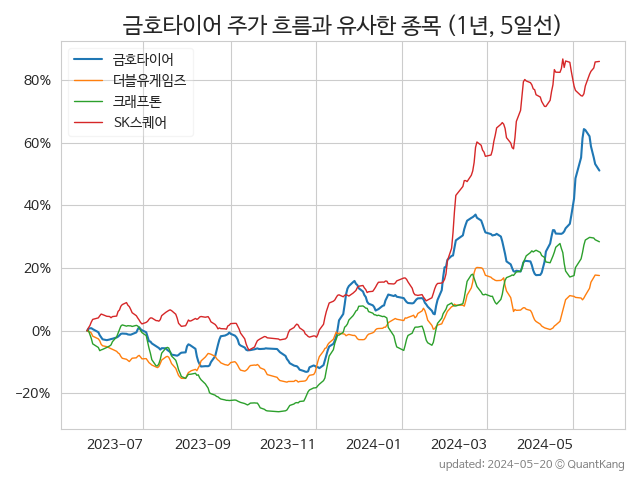 금호타이어 주가 흐름과 유사한 종목 (1년, 5일선)
금호타이어
더블유게임즈
크래프톤
SK스퀘어
80%
60%
40%
20%
0%
−20%
2023-07 2023-09 2023-11 2024-01 2024-03 2024-05
updated: 2024-05-20 © QuantKang